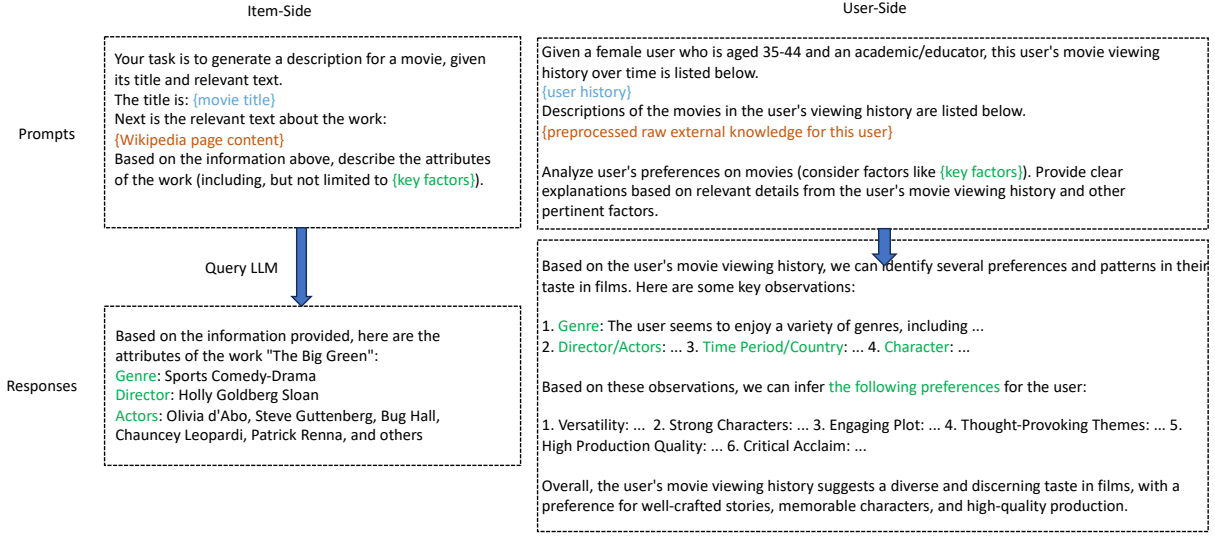 Item-Side
User-Side
Prompts
Your task is to generate a description for a movie, given
its title and relevant text.
The title is: {movie title}
Next is the relevant text about the work:
{Wikipedia page content}
Based on the information above, describe the attributes
of the work (including, but not limited to {key factors}).
Given a female user who is aged 35-44 and an academic/educator, this user's movie viewing
history over time is listed below.
{user history}
Descriptions of the movies in the user's viewing history are listed below.
{preprocessed raw external knowledge for this user}
Analyze user's preferences on movies (consider factors like {key factors}). Provide clear
explanations based on relevant details from the user's movie viewing history and other
pertinent factors.
Query LLM
Responses
Based on the information provided, here are the
attributes of the work "The Big Green":
Genre: Sports Comedy-Drama
Director: Holly Goldberg Sloan
Actors: Olivia d'Abo, Steve Guttenberg, Bug Hall,
Chauncey Leopardi, Patrick Renna, and others
Based on the user's movie viewing history, we can identify several preferences and patterns in their
taste in films. Here are some key observations:
1. Genre: The user seems to enjoy a variety of genres, including ...
2. Director/Actors: ... 3. Time Period/Country: ... 4. Character: ...
Based on these observations, we can infer the following preferences for the user:
1. Versatility: ... 2. Strong Characters: ... 3. Engaging Plot: ... 4. Thought-Provoking Themes: ... 5.
High Production Quality: ... 6. Critical Acclaim: ...
Overall, the user's movie viewing history suggests a diverse and discerning taste in films, with a
preference for well-crafted stories, memorable characters, and high-quality production.